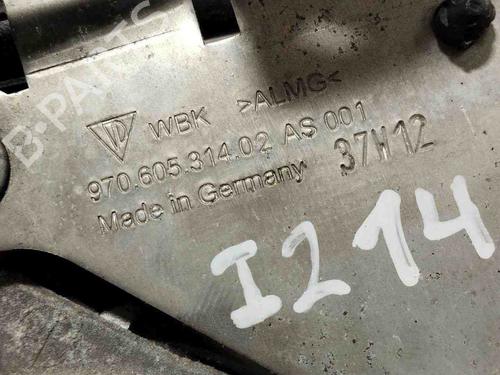 WBK >ALMG<
970.605.314.02 AS 001
Made in Germany 37W12
I214
B-PARTS